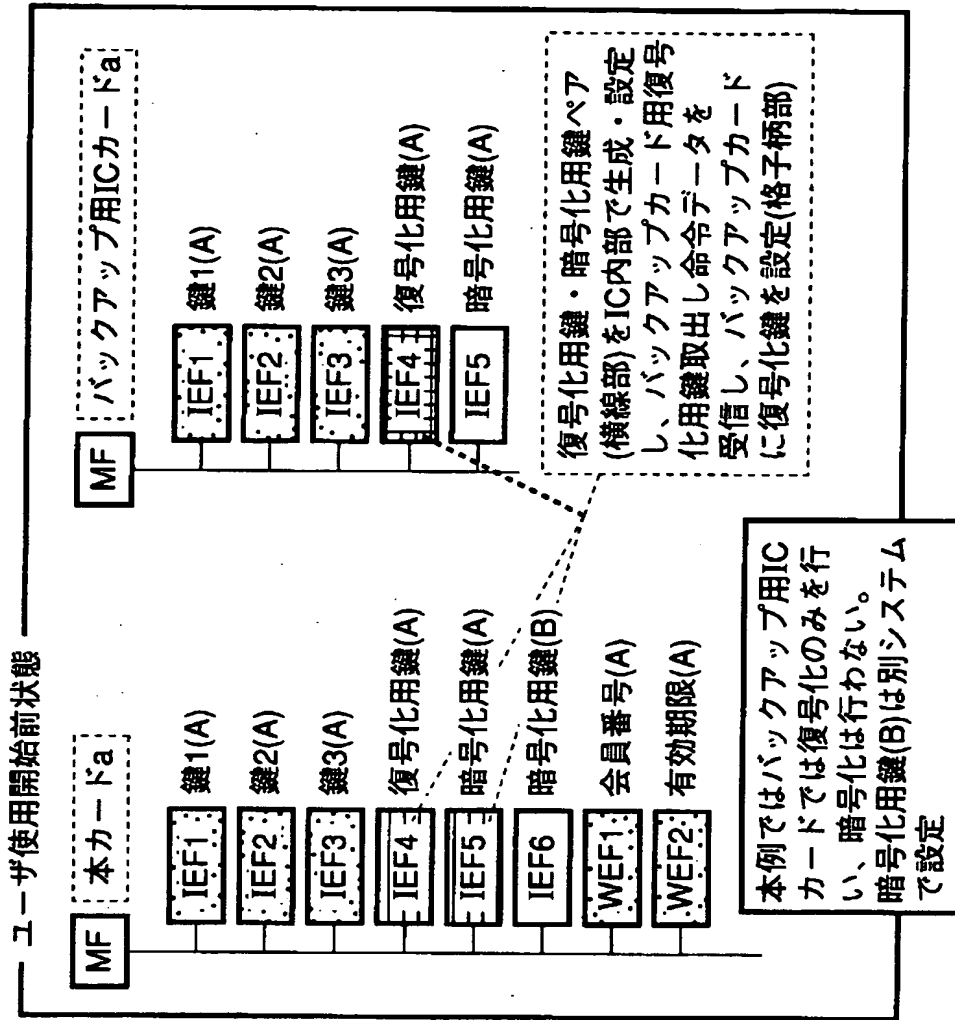 ユーザ使用開始前状態
MF
本カードa
IEF1
鍵1(A)
IEF2
鍵2(A)
IEF3
鍵3(A)
IEF4
復号化用鍵(A)
IEF5
暗号化用鍵(A)
IEF6
暗号化用鍵(B)
WEF1
会員番号(A)
WEF2
有効期限(A)
MF
バックアップ用ICカードa
IEF1
鍵1(A)
IEF2
鍵2(A)
IEF3
鍵3(A)
IEF4
復号化用鍵(A)
IEF5
暗号化用鍵(A)
復号化用鍵・暗号化用鍵ペア
(横線部)をIC内部で生成・設定
し、バックアップカード用復号
化用鍵取出し命令データを
受信し、バックアップカード
に復号化鍵を設定(格子柄部)
本例ではバックアップ用IC
カードでは復号化のみを行
い、暗号化は行わない。
暗号化用鍵(B)は別システム
で設定